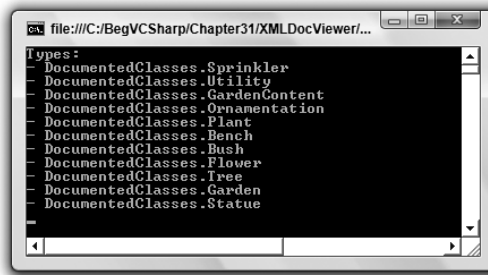 file:///C:/BegVCSharp/Chapter31/XMLDocViewer/...
Types:
- DocumentedClasses.Sprinkler
- DocumentedClasses.Utility
- DocumentedClasses.GardenContent
- DocumentedClasses.Ornamentation
- DocumentedClasses.Plant
- DocumentedClasses.Bench
- DocumentedClasses.Bush
- DocumentedClasses.Flower
- DocumentedClasses.Tree
- DocumentedClasses.Garden
- DocumentedClasses.Statue